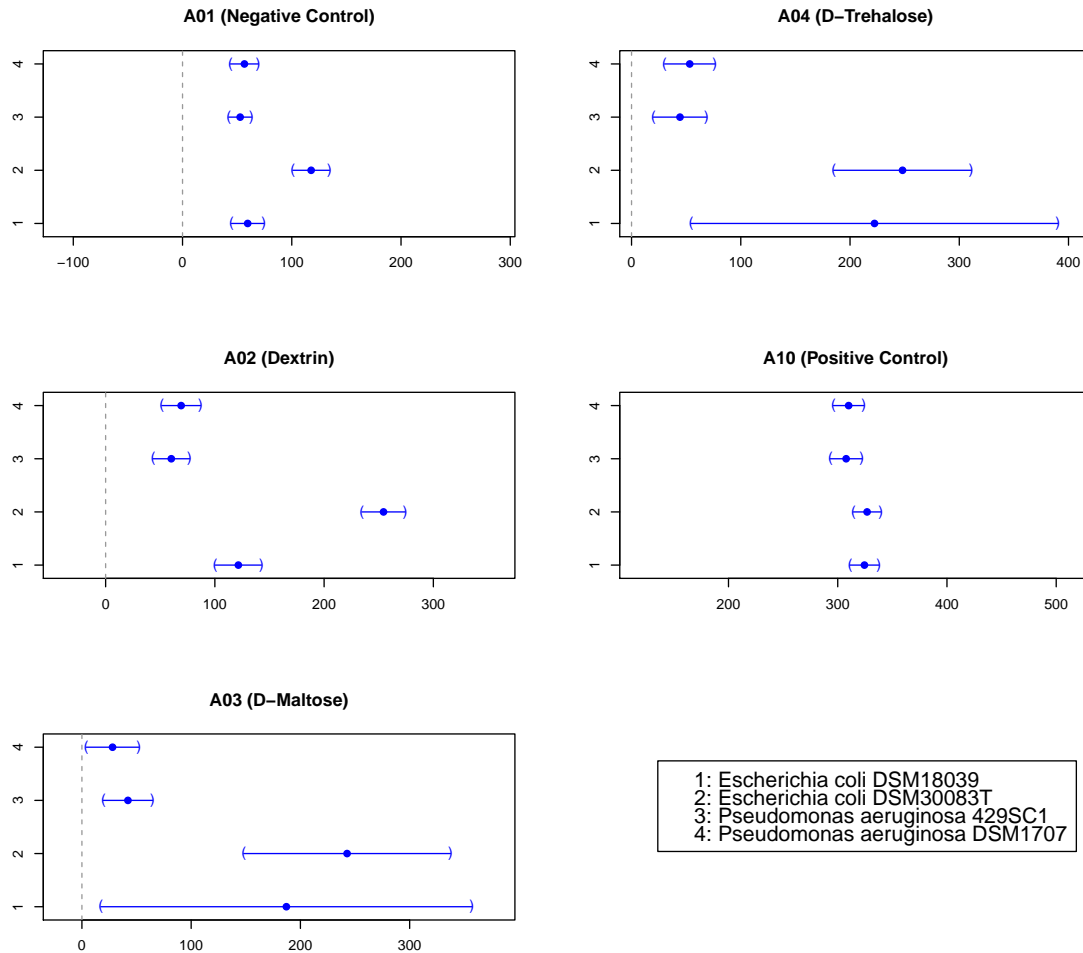 A01 (Negative Control)
4
3
2
1
−100 0 100 200 300
A04 (D−Trehalose)
4
3
2
1
0 100 200 300 400
A02 (Dextrin)
4
3
2
1
0 100 200 300
A10 (Positive Control)
4
3
2
1
200 300 400 500
A03 (D−Maltose)
4
3
2
1
0 100 200 300
1: Escherichia coli DSM18039
2: Escherichia coli DSM30083T
3: Pseudomonas aeruginosa 429SC1
4: Pseudomonas aeruginosa DSM1707